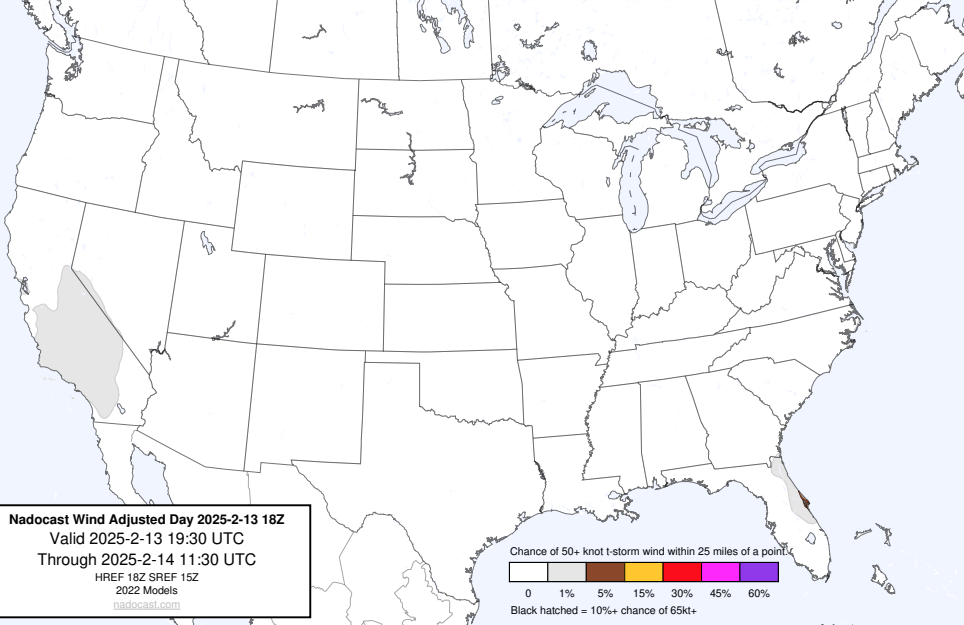 Nadocast Wind Adjusted Day 2025-2-13 18Z
Valid 2025-2-13 19:30 UTC
Through 2025-2-14 11:30 UTC
HREF 18Z SREF 15Z
2022 Models
nadocast.com
Chance of 50+ knot t-storm wind within 25 miles of a point.
0 1% 5% 15% 30% 45% 60%
Black hatched = 10%+ chance of 65kt+